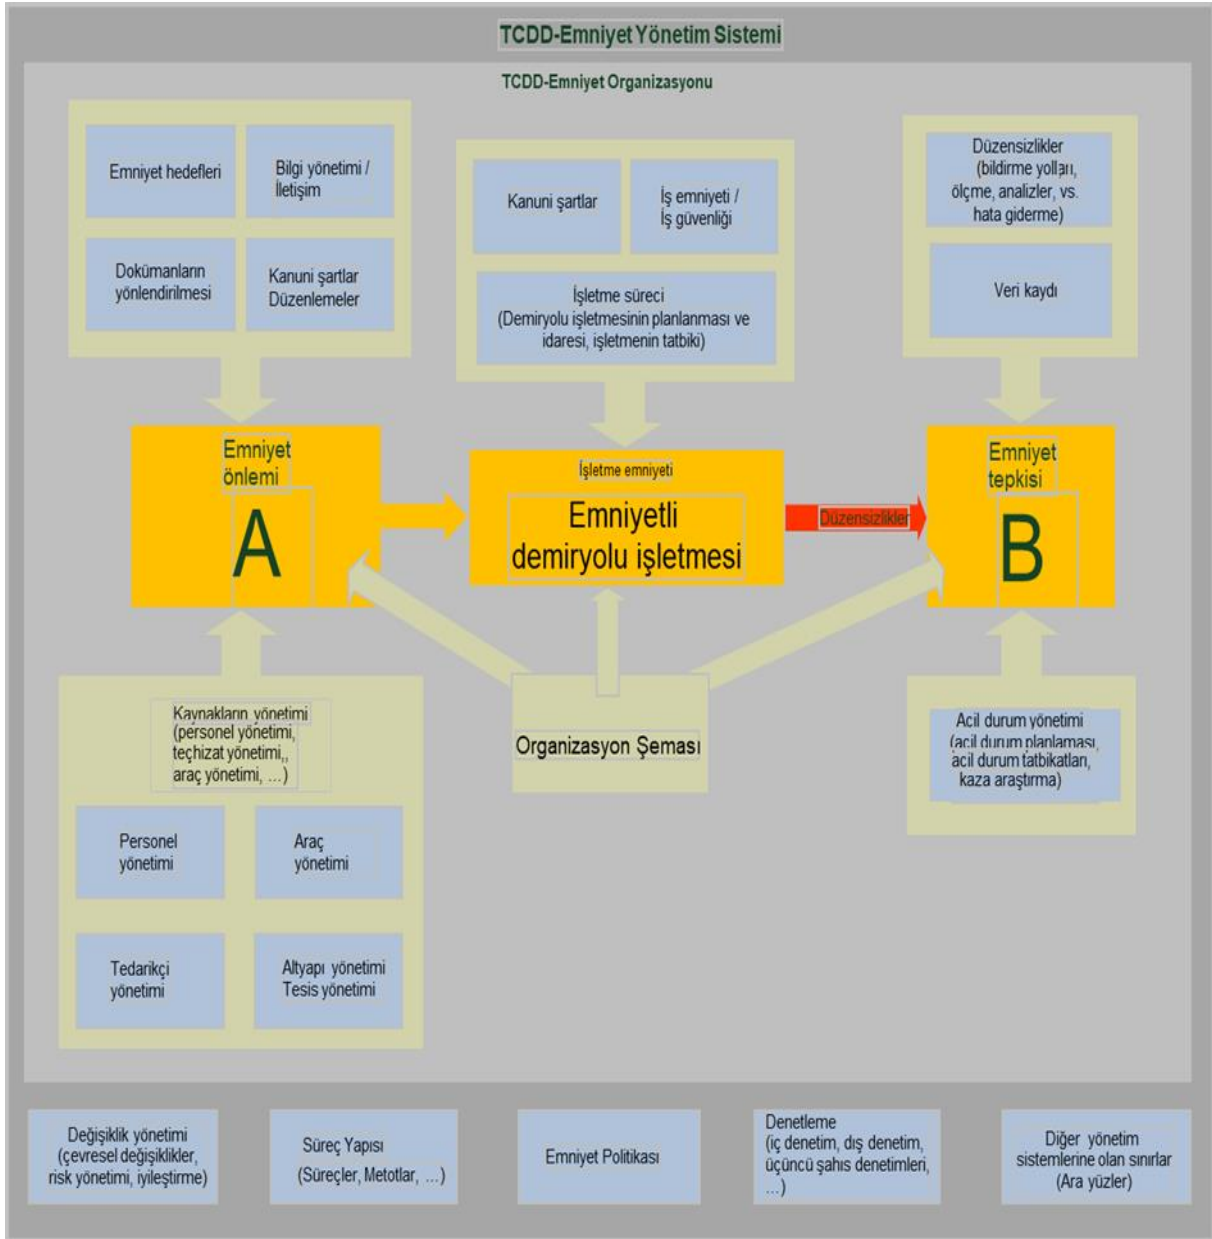 TCDD-Emniyet Yönetim Sistemi
TCDD-Emniyet Organizasyonu
Emniyet hedefleri
Bilgi yönetimi /
İletişim
Dokümanların
yönlendirilmesi
Kanuni şartlar
Düzenlemeler
Kanuni şartlar
İş emniyeti /
İş güvenliği
İşletme süreci
(Demiryolu işletmesinin planlanması ve
idaresi, işletmenin tatbiki)
Düzensizlikler
(bildirme yolları,
ölçme, analizler, vs.
hata giderme)
Veri kaydı
Emniyet
önlemi
A
İşletme emniyeti
Emniyetli
demiryolu işletmesi
Düzensizlikler
Emniyet
tepkisi
B
Kaynakların yönetimi
(personel yönetimi,
teçhizat yönetimi,,
araç yönetimi, ...)
Personel
yönetimi
Araç
yönetimi
Tedarikçi
yönetimi
Altyapı yönetimi
Tesis yönetimi
Organizasyon Şeması
Acil durum yönetimi
(acil durum planlaması,
acil durum tatbikatları,
kaza araştırma)
Değişiklik yönetimi
(çevresel değişiklikler,
risk yönetimi, iyileştirme)
Süreç Yapısı
(Süreçler, Metotlar, ...)
Emniyet Politikası
Denetleme
(iç denetim, dış denetim,
üçüncü şahıs denetimleri,
...)
Diğer yönetim
sistemlerine olan sınırlar
(Ara yüzler)